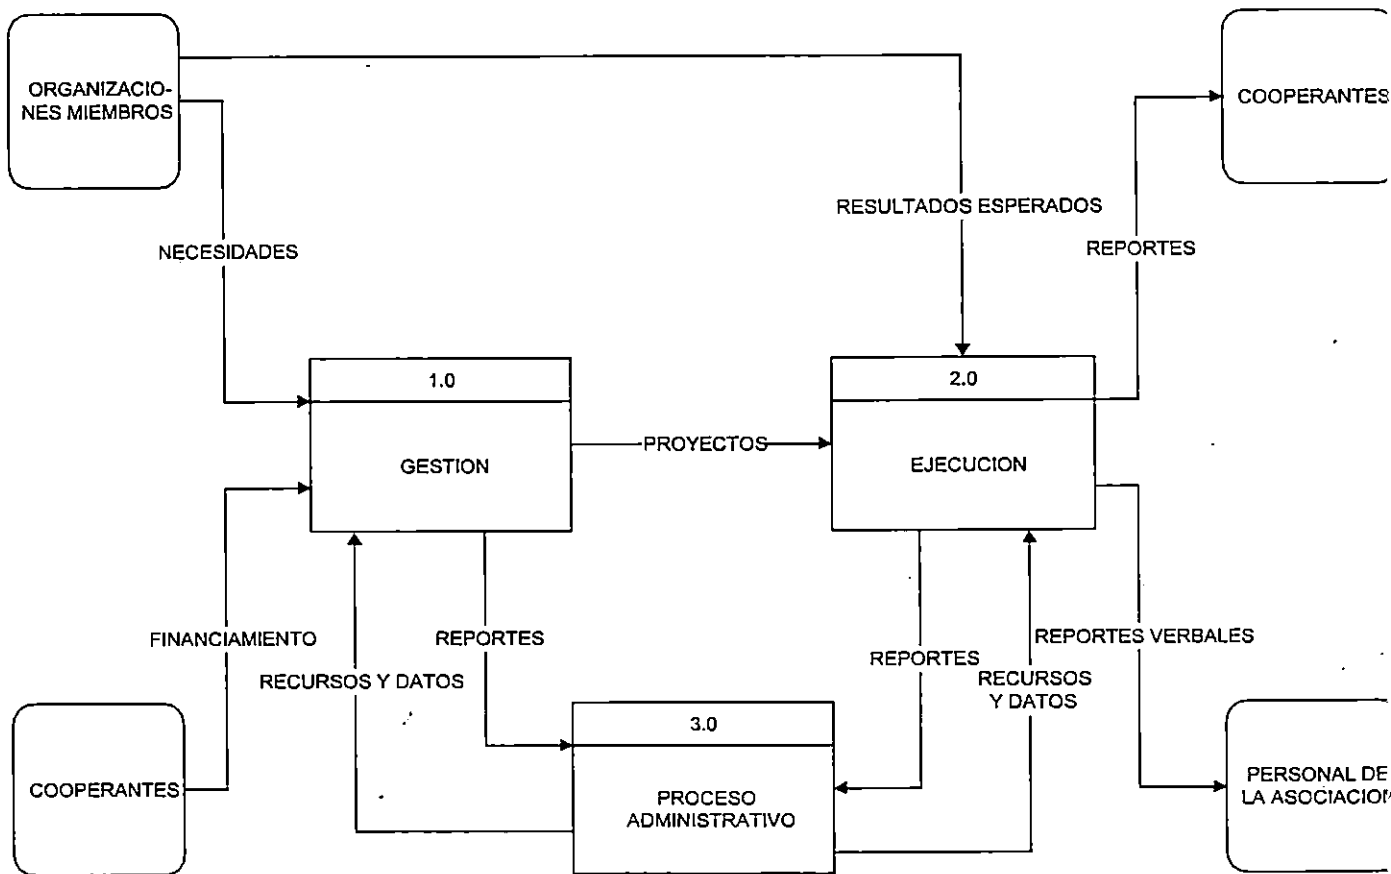 ORGANIZACIO-
NES MIEMBROS
COOPERANTES
RESULTADOS ESPERADOS
NECESIDADES
REPORTES
1.0
GESTION
PROYECTOS
2.0
EJECUCION
FINANCIAMIENTO
REPORTES
RECURSOS Y DATOS
REPORTES
REPORTES VERBALES
RECURSOS
Y DATOS
3.0
PROCESO
ADMINISTRATIVO
COOPERANTES
PERSONAL DE
LA ASOCIACION